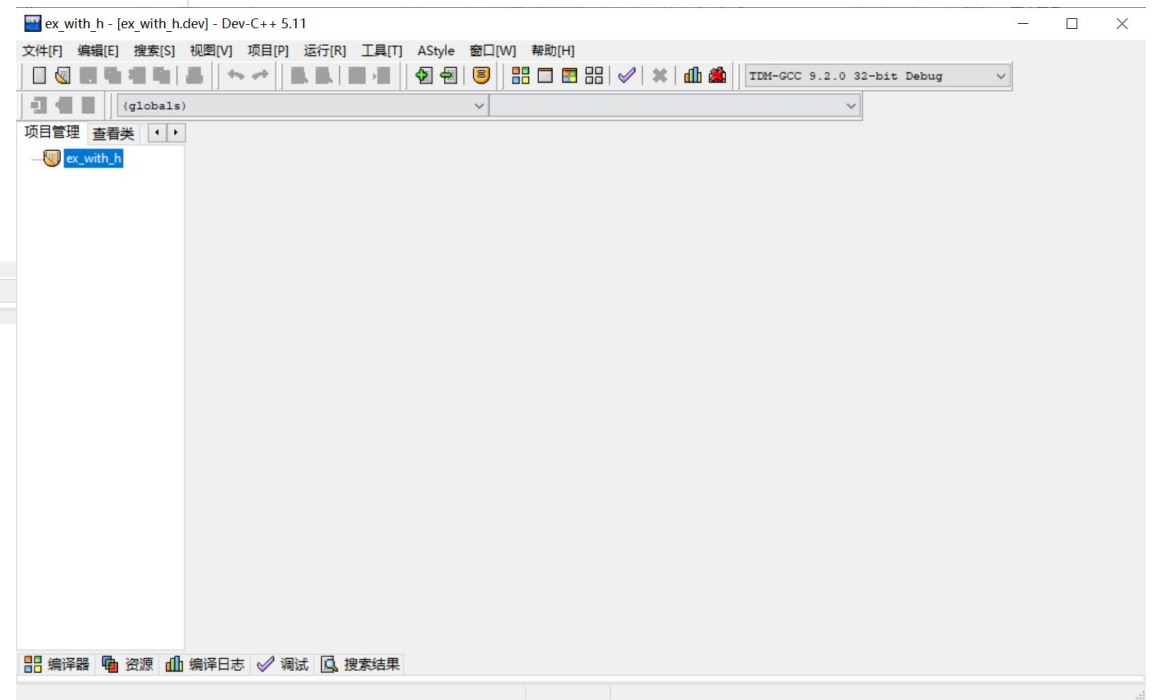 ex_with_h - [ex_with_h.dev] - Dev-C++ 5.11
文件[F] 编辑[E] 搜索[S] 视图[V] 项目[P] 运行[R] 工具[T] AStyle 窗口[W] 帮助[H]
TDM-GCC 9.2.0 32-bit Debug
(globals)
项目管理 查看类
ex_with_h
编译器 资源 编译日志 调试 搜索结果